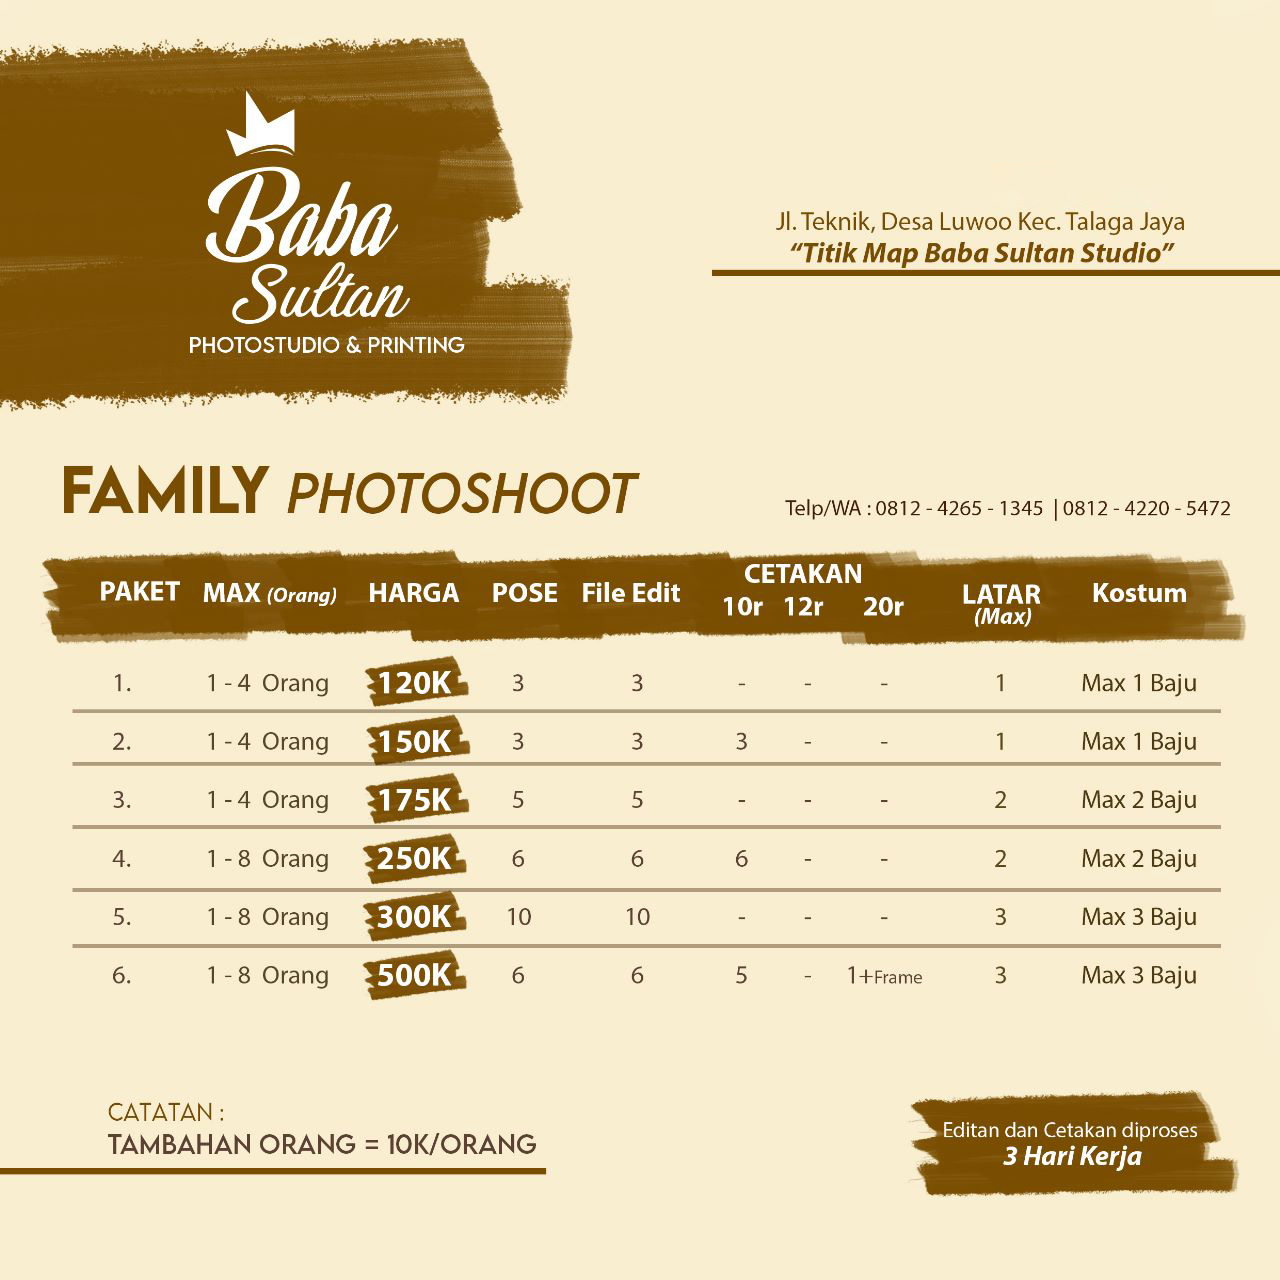 Baba
Sultan
PHOTOSTUDIO & PRINTING
Jl. Teknik, Desa Luwoo Kec. Talaga Jaya
“Titik Map Baba Sultan Studio”
FAMILY PHOTOSHOOT
Telp/WA : 0812 - 4265 - 1345 | 0812 - 4220 - 5472
PAKET MAX (Orang) HARGA POSE File Edit CETAKAN 10r 12r 20r LATAR (Max) Kostum
1. 1 - 4 Orang 120K 3 3 - - - 1 Max 1 Baju
2. 1 - 4 Orang 150K 3 3 3 - - 1 Max 1 Baju
3. 1 - 4 Orang 175K 5 5 - - - 2 Max 2 Baju
4. 1 - 8 Orang 250K 6 6 6 - - 2 Max 2 Baju
5. 1 - 8 Orang 300K 10 10 - - - 3 Max 3 Baju
6. 1 - 8 Orang 500K 6 6 5 - 1+Frame 3 Max 3 Baju
CATATAN :
TAMBAHAN ORANG = 10K/ORANG
Editan dan Cetakan diproses
3 Hari Kerja